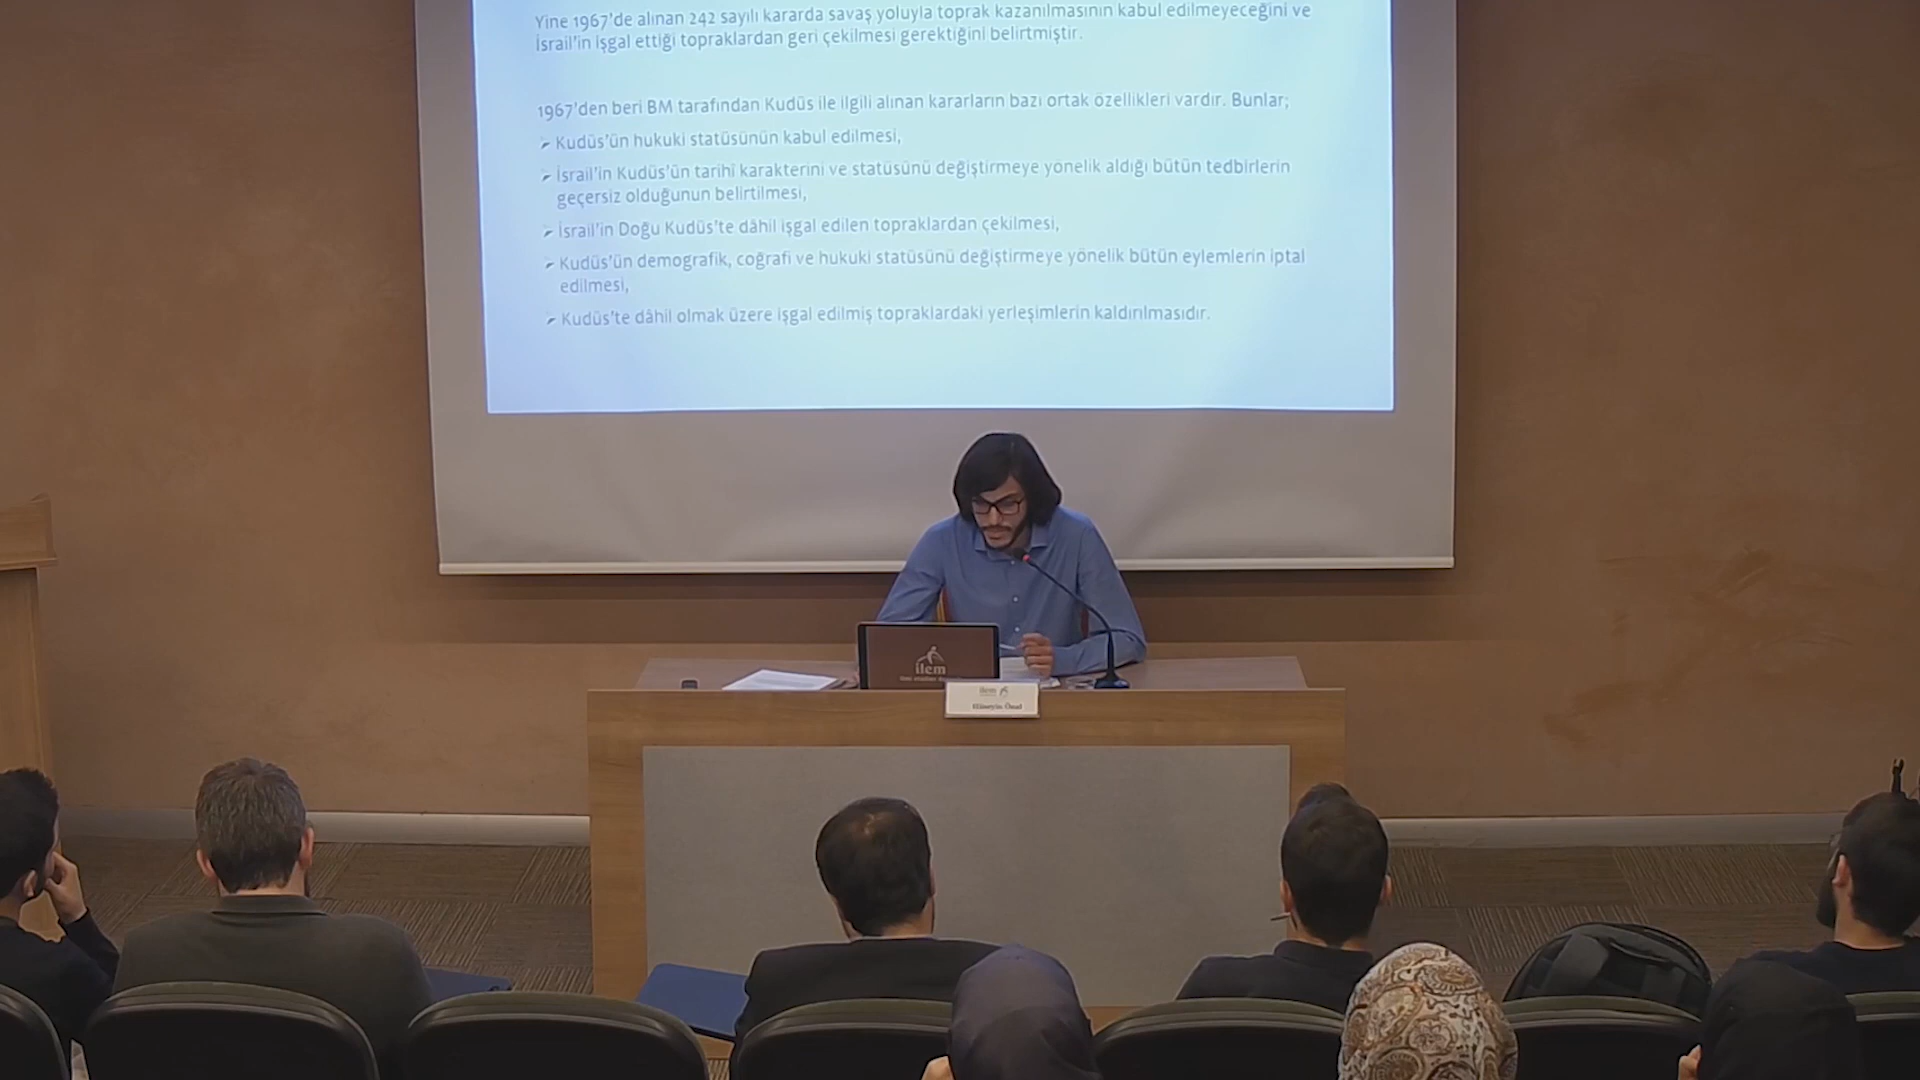 Yine 1967'de alınan 242 sayılı kararda savaş yoluyla toprak kazanılmasının kabul edilmeyeceğini ve
İsrail'in işgal ettiği topraklardan geri çekilmesi gerektiğini belirtmiştir.
1967'den beri BM tarafından Kudüs ile ilgili alınan kararların bazı ortak özellikleri vardır. Bunlar;
➢ Kudüs'ün hukuki statüsünün kabul edilmesi,
➢ İsrail'in Kudüs'ün tarihî karakterini ve statüsünü değiştirmeye yönelik aldığı bütün tedbirlerin
geçersiz olduğunun belirtilmesi,
➢ İsrail'in Doğu Kudüs'te dâhil işgal edilen topraklardan çekilmesi,
➢ Kudüs'ün demografik, coğrafi ve hukuki statüsünü değiştirmeye yönelik bütün eylemlerin iptal
edilmesi,
➢ Kudüs'te dâhil olmak üzere işgal edilmiş topraklardaki yerleşimlerin kaldırılmasıdır.
ilem
ilem
Hüseyin